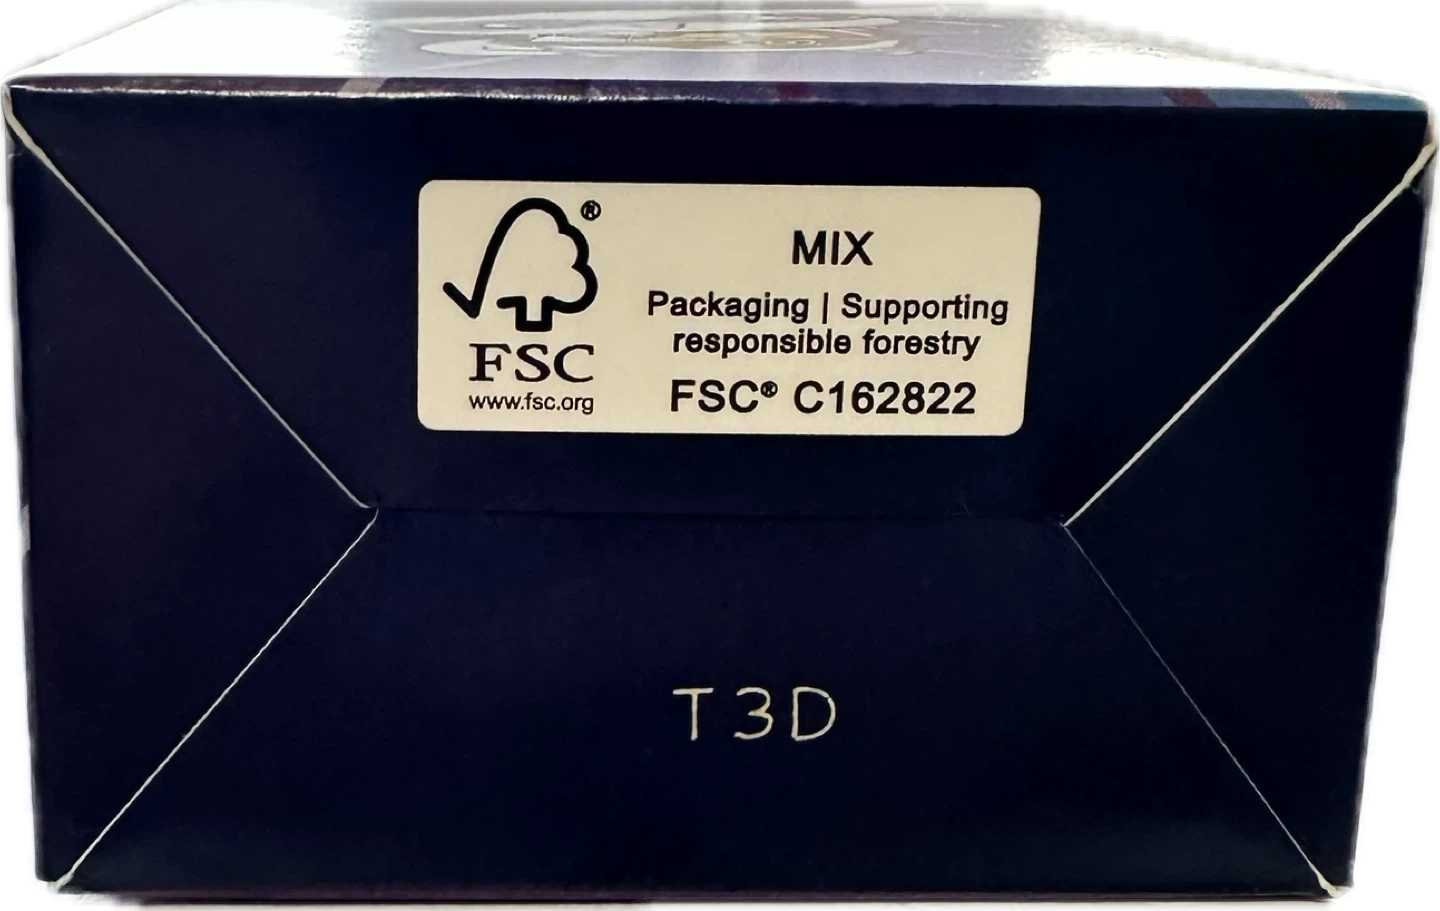 ®
FSC
www.fsc.org
MIX
Packaging | Supporting
responsible forestry
FSC® C162822
T3D